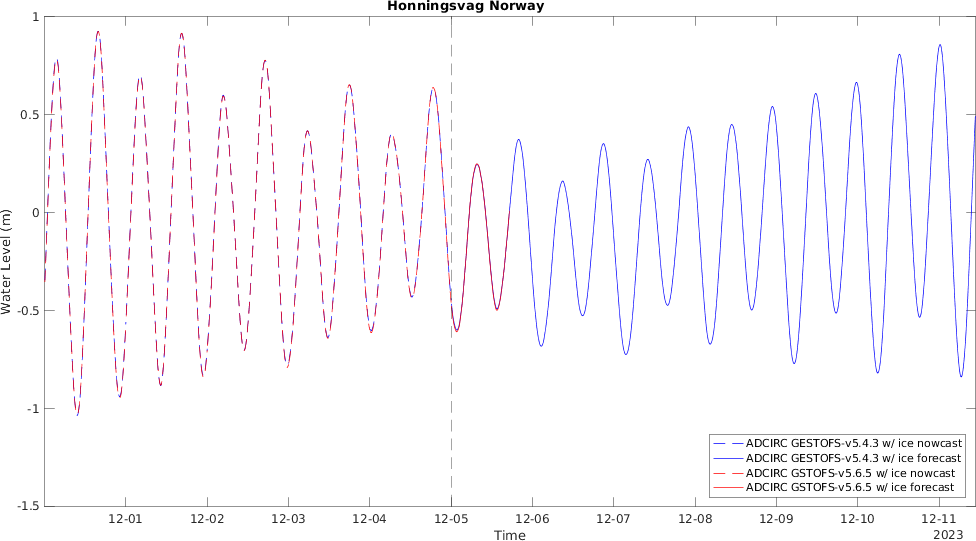 Honningsvag Norway
1
0.5
0
-0.5
-1
-1.5
Water Level (m)
ADCIRC GESTOFS-v5.4.3 w/ ice nowcast
ADCIRC GESTOFS-v5.4.3 w/ ice forecast
ADCIRC GSTOFS-v5.6.5 w/ ice nowcast
ADCIRC GSTOFS-v5.6.5 w/ ice forecast
12-01 12-02 12-03 12-04 12-05 12-06 12-07 12-08 12-09 12-10 12-11
Time
2023